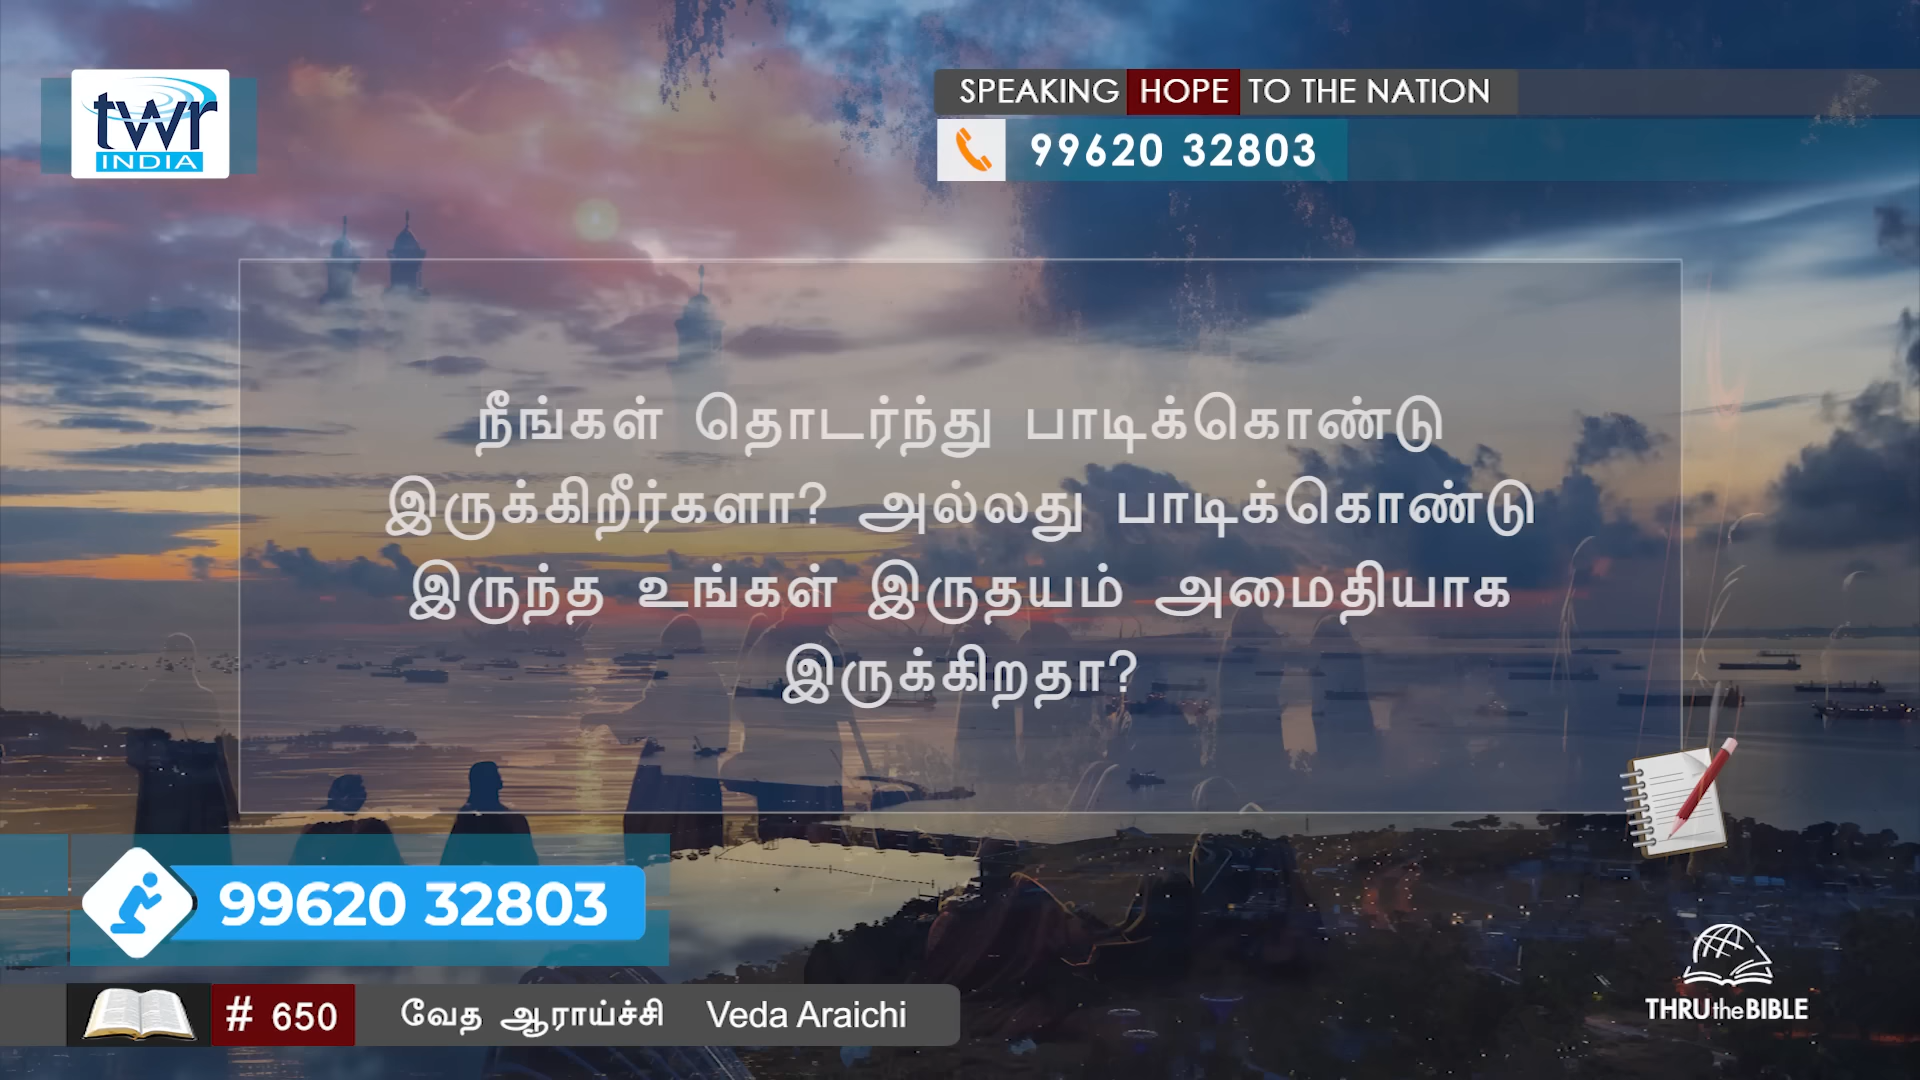 twr
INDIA
SPEAKING HOPE TO THE NATION
99620 32803
நீங்கள் தொடர்ந்து பாடிக்கொண்டு
இருக்கிறீர்களா? அல்லது பாடிக்கொண்டு
இருந்த உங்கள் இருதயம் அமைதியாக
இருக்கிறதா?
99620 32803
# 650 வேத ஆராய்ச்சி Veda Araichi
THRU the BIBLE